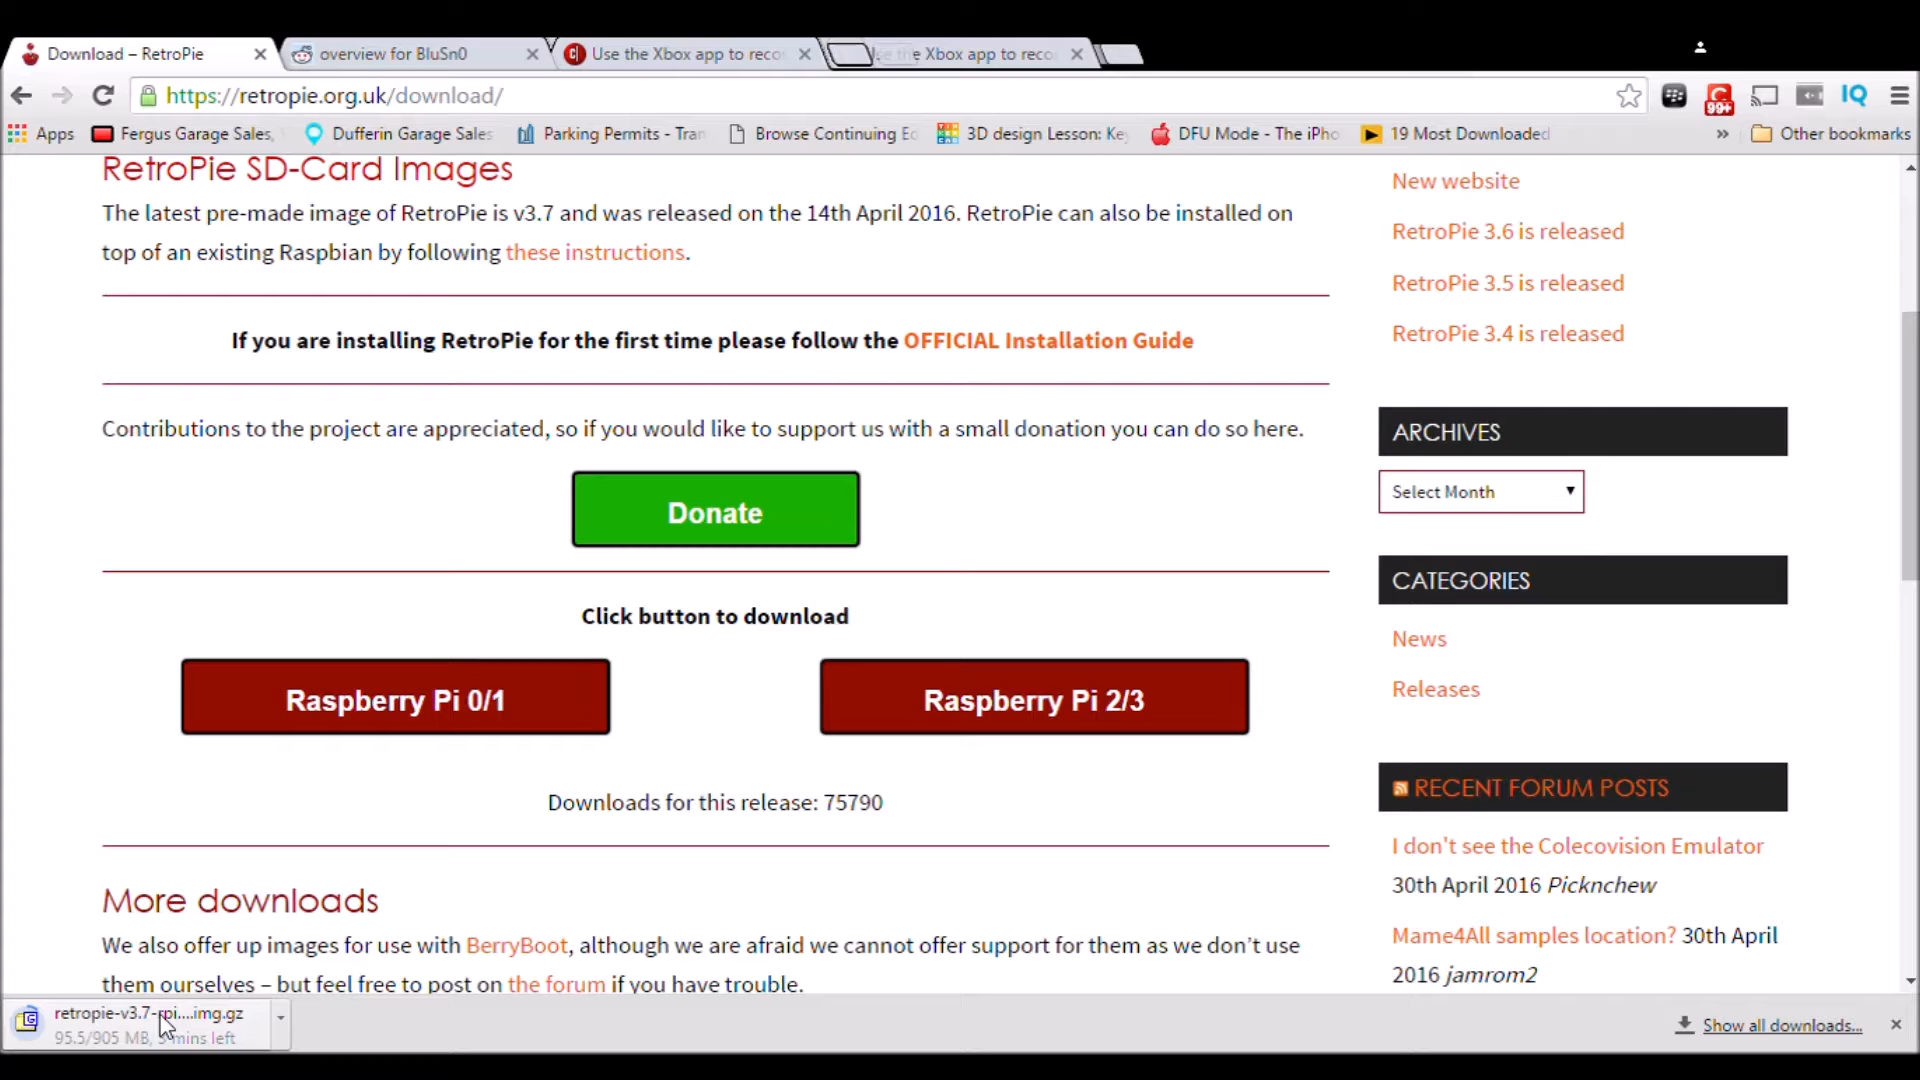 Download – RetroPie
overview for BluSn0
Use the Xbox app to reco
the Xbox app to reco
https://retropie.org.uk/download/
99+
IQ
Apps
Fergus Garage Sales,
Dufferin Garage Sales
Parking Permits - Tran
Browse Continuing Ed
3D design Lesson: Key
DFU Mode - The iPho
19 Most Downloaded
»
Other bookmarks
RetroPie SD-Card Images
The latest pre-made image of RetroPie is v3.7 and was released on the 14th April 2016. RetroPie can also be installed on
top of an existing Raspbian by following these instructions.
If you are installing RetroPie for the first time please follow the OFFICIAL Installation Guide
Contributions to the project are appreciated, so if you would like to support us with a small donation you can do so here.
Donate
Click button to download
Raspberry Pi 0/1
Raspberry Pi 2/3
Downloads for this release: 75790
More downloads
We also offer up images for use with BerryBoot, although we are afraid we cannot offer support for them as we don't use
them ourselves – but feel free to post on the forum if you have trouble.
New website
RetroPie 3.6 is released
RetroPie 3.5 is released
RetroPie 3.4 is released
ARCHIVES
Select Month
CATEGORIES
News
Releases
RECENT FORUM POSTS
I don't see the Colecovision Emulator
30th April 2016 Picknchew
Mame4All samples location? 30th April
2016 jamrom2
retropie-v3.7-rpi....img.gz
95.5/905 MB, mins left
Show all downloads...